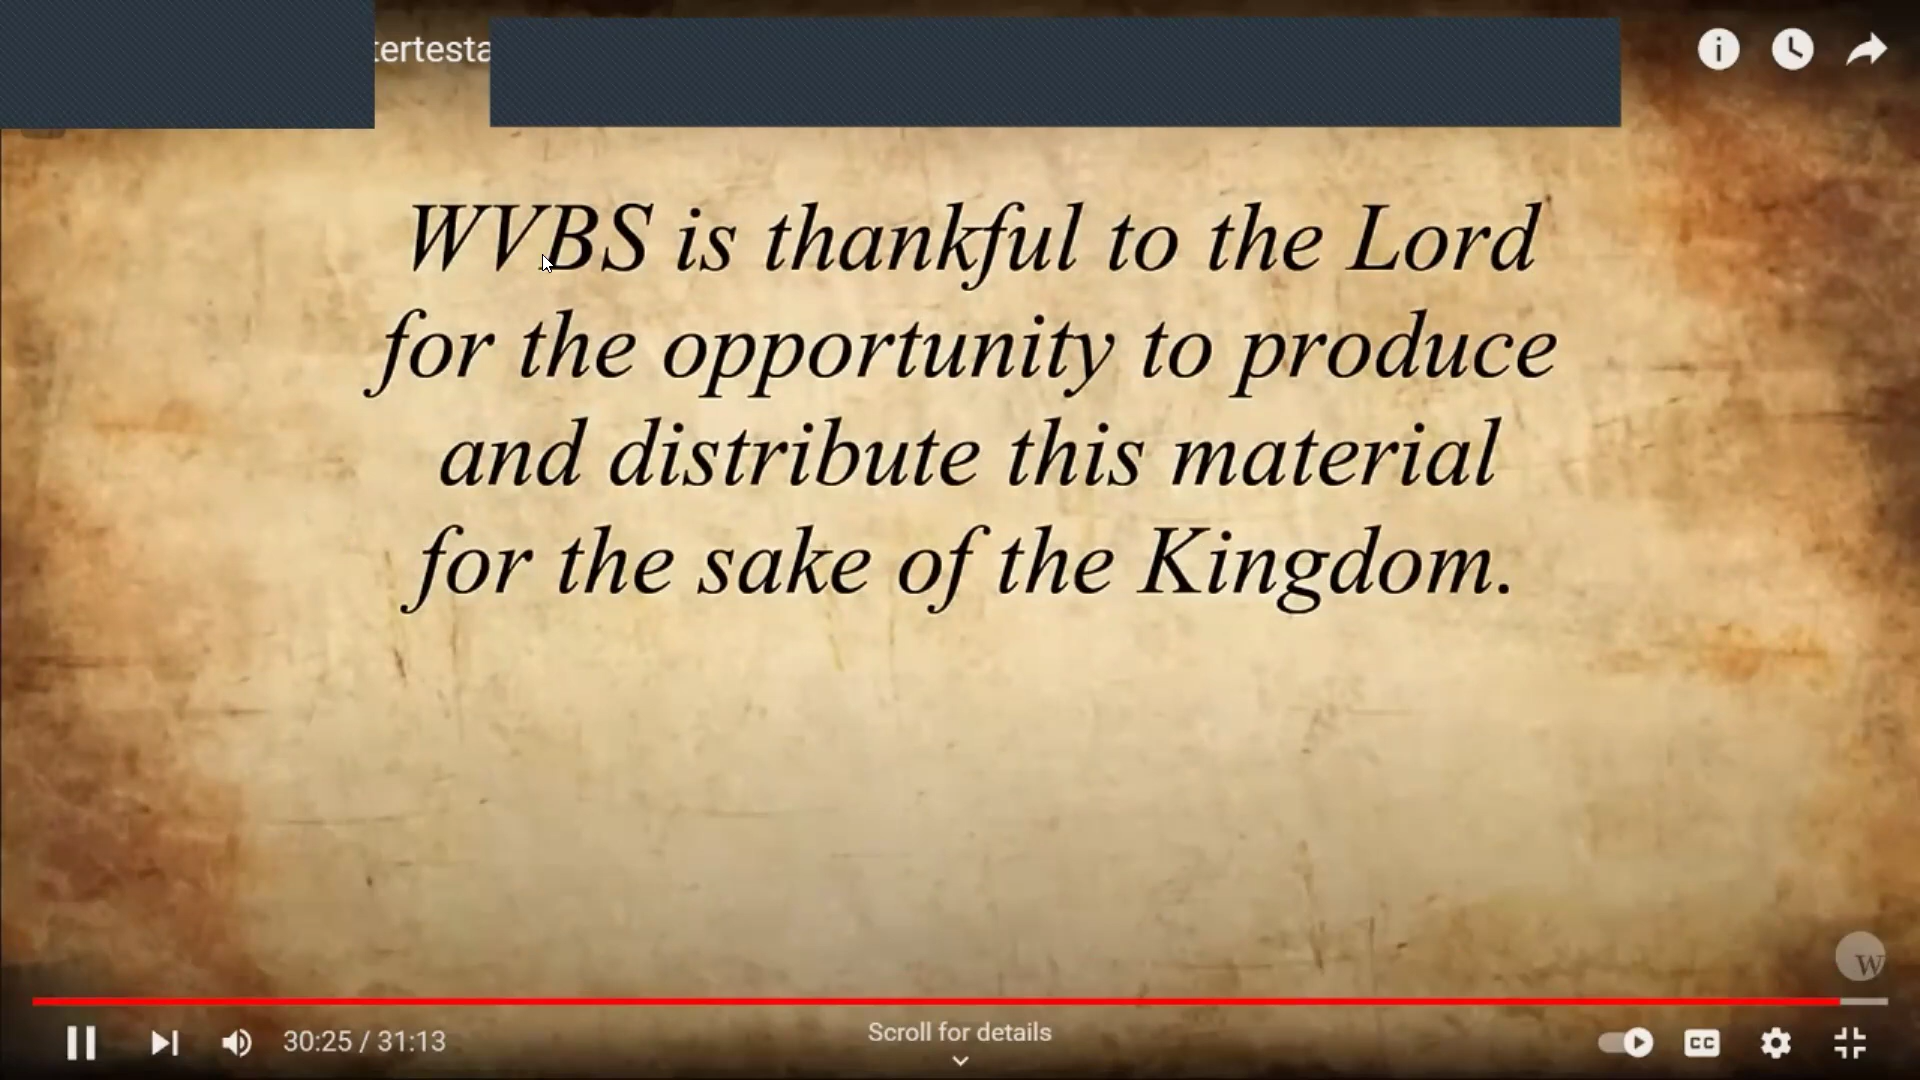 tertesta
WVBS is thankful to the Lord
for the opportunity to produce
and distribute this material
for the sake of the Kingdom.
W
30:25 / 31:13
Scroll for details
CC